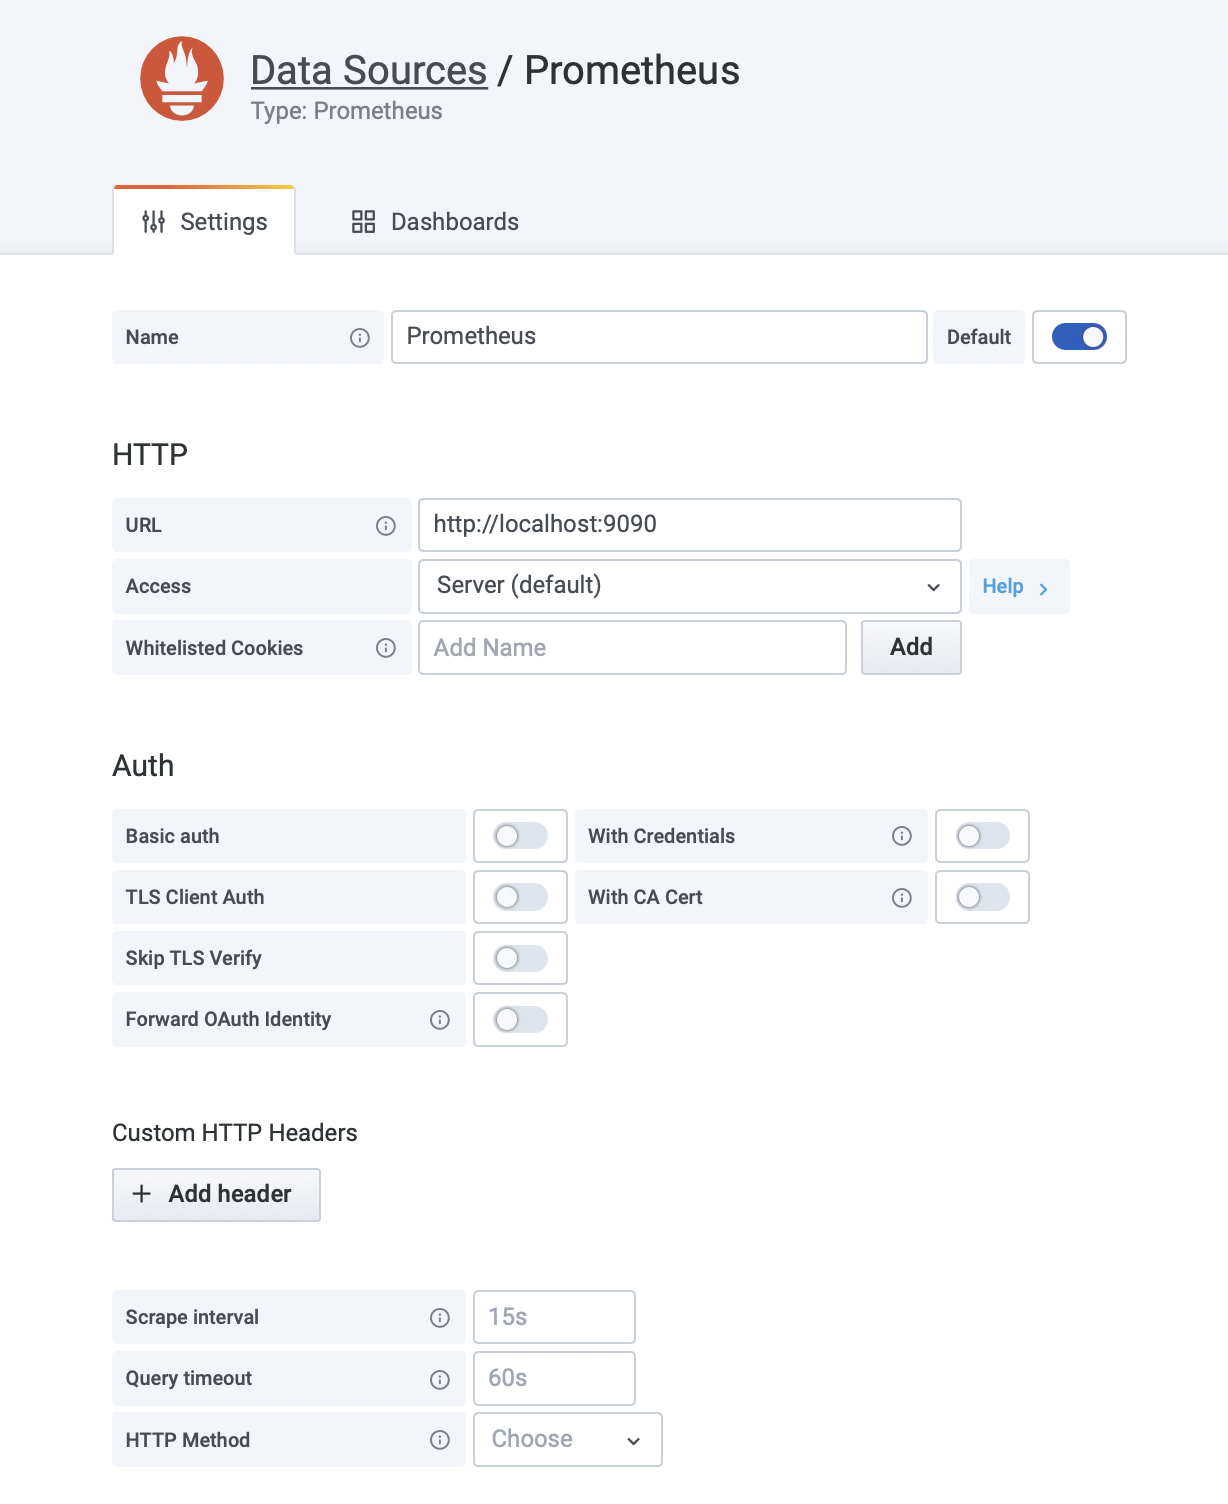 Data Sources / Prometheus
Type: Prometheus
Settings
Dashboards
Name
Prometheus
Default
HTTP
URL
http://localhost:9090
Access
Server (default)
Help
Whitelisted Cookies
Add Name
Add
Auth
Basic auth
With Credentials
TLS Client Auth
With CA Cert
Skip TLS Verify
Forward OAuth Identity
Custom HTTP Headers
Add header
Scrape interval
15s
Query timeout
60s
HTTP Method
Choose